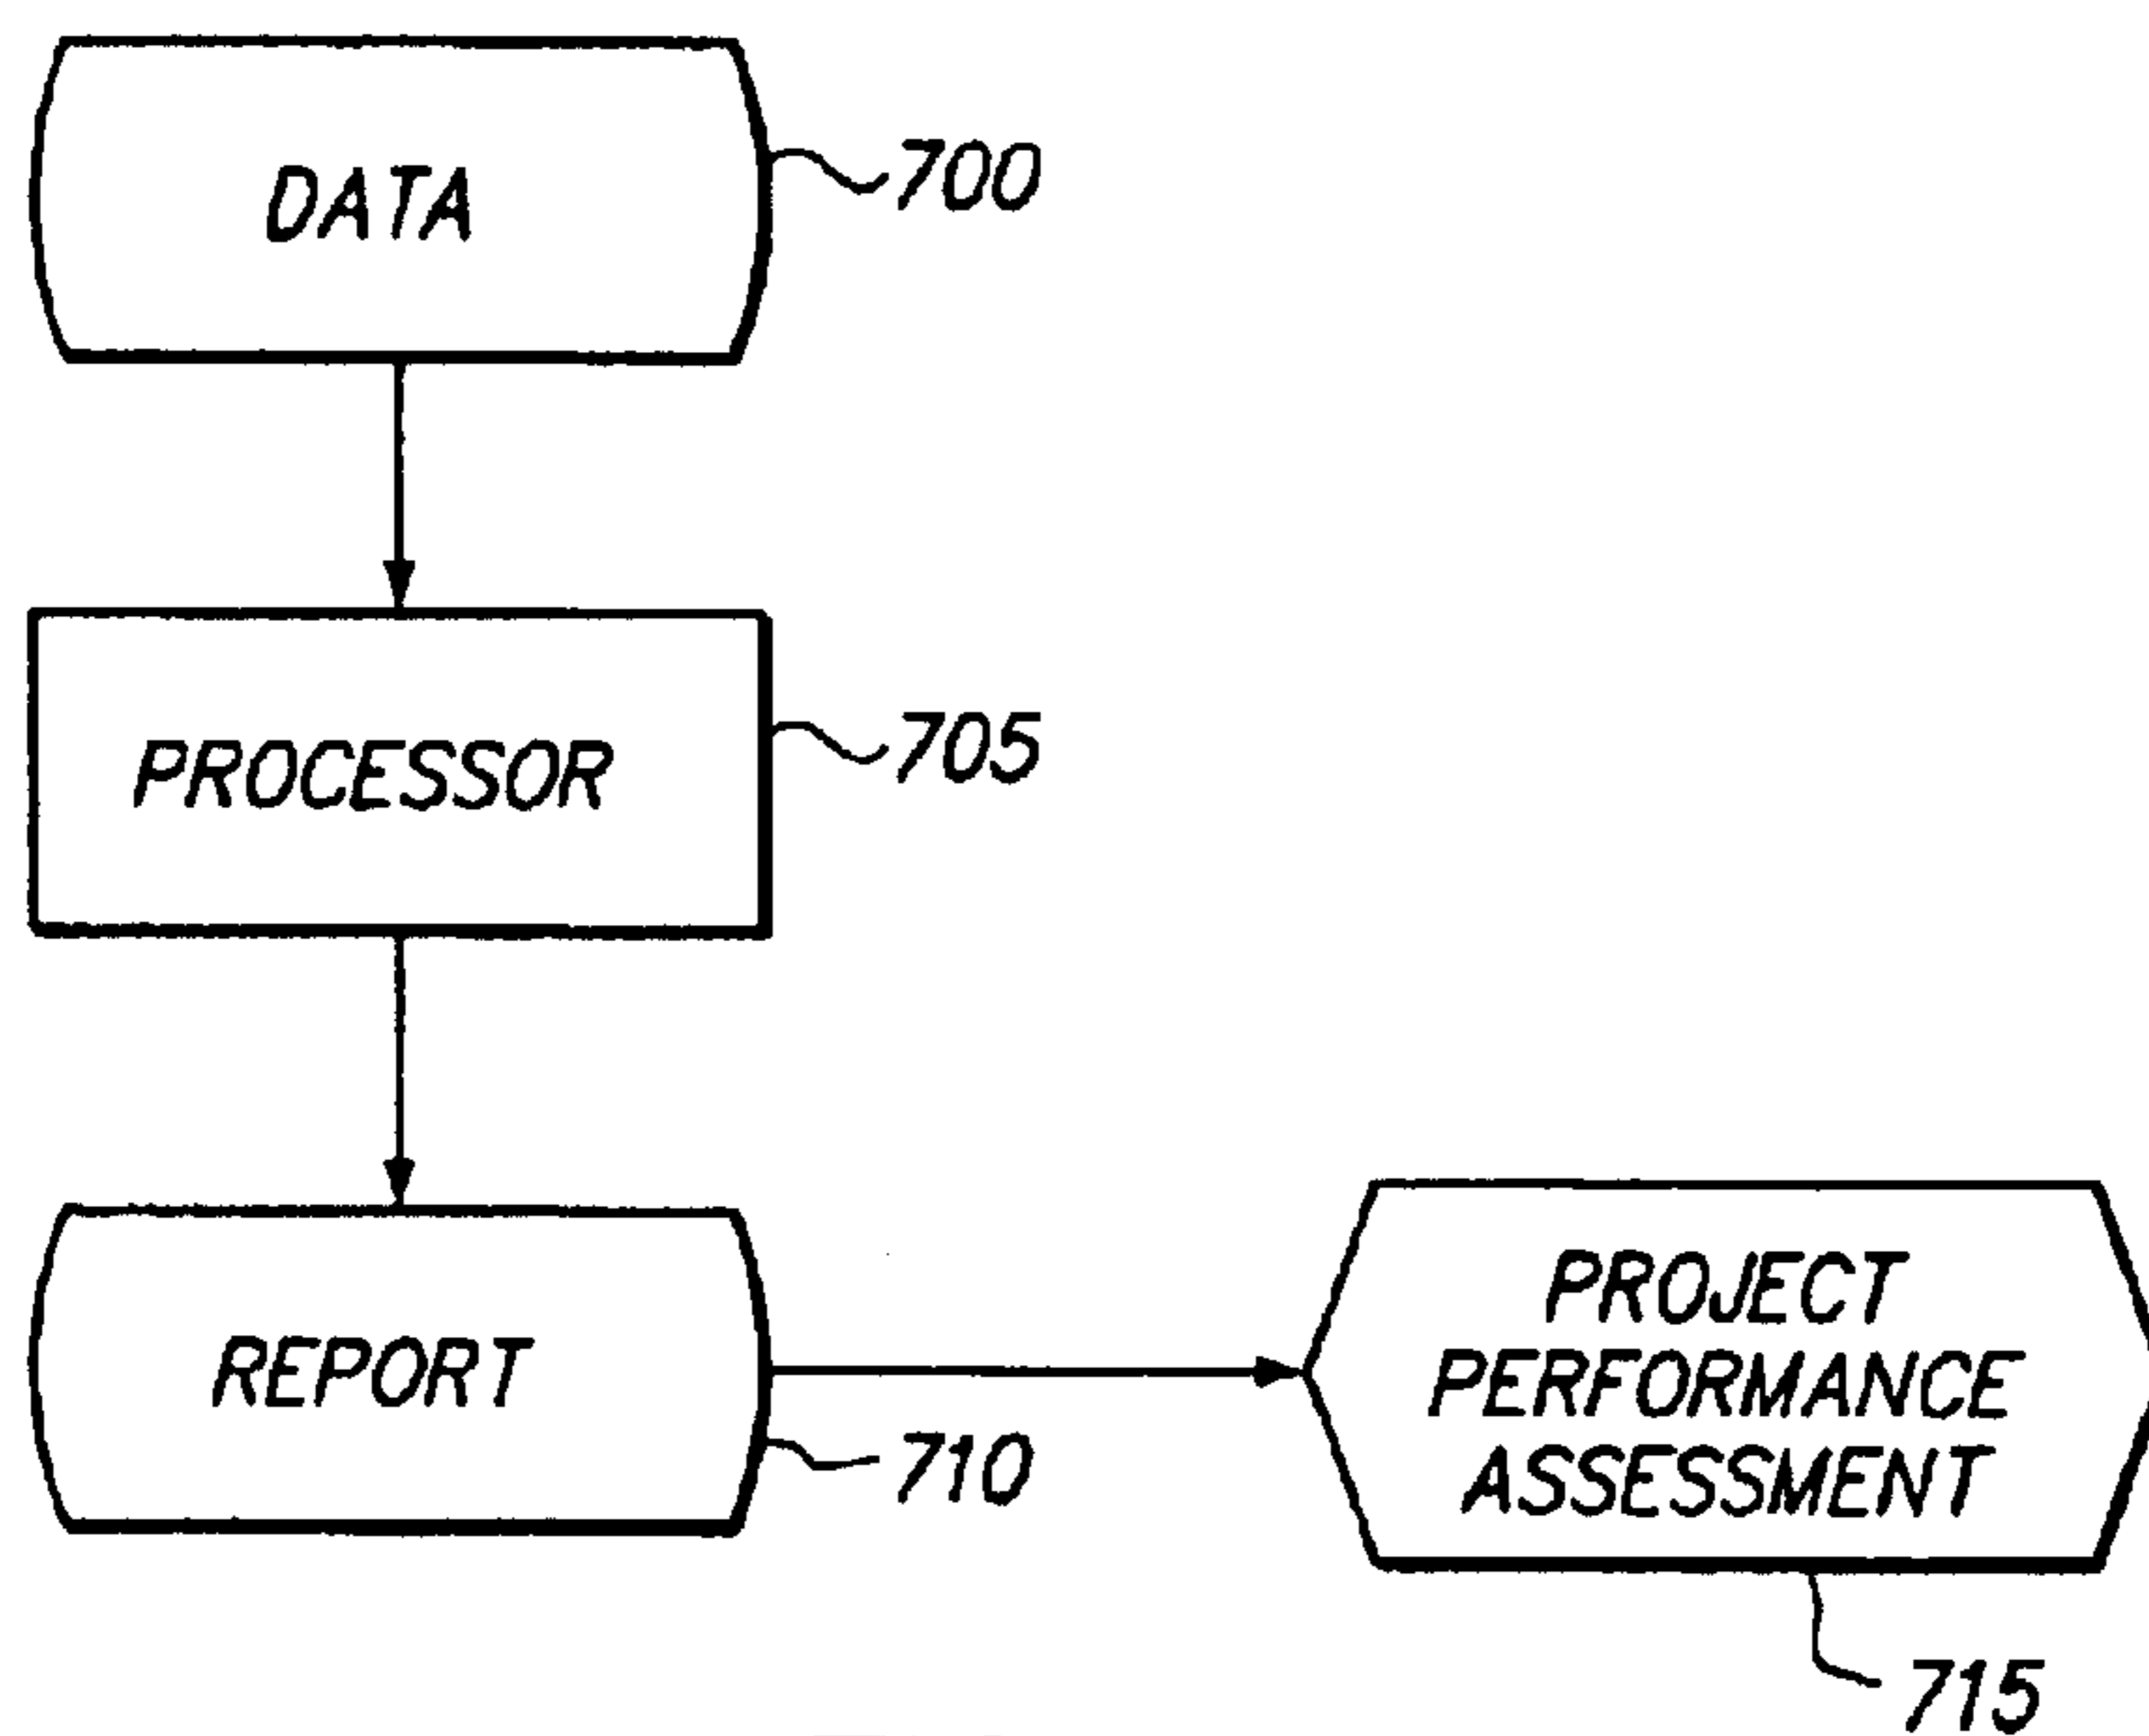 DATA
700
PROCESSOR
705
REPORT
710
PROJECT
PERFORMANCE
ASSESSMENT
715